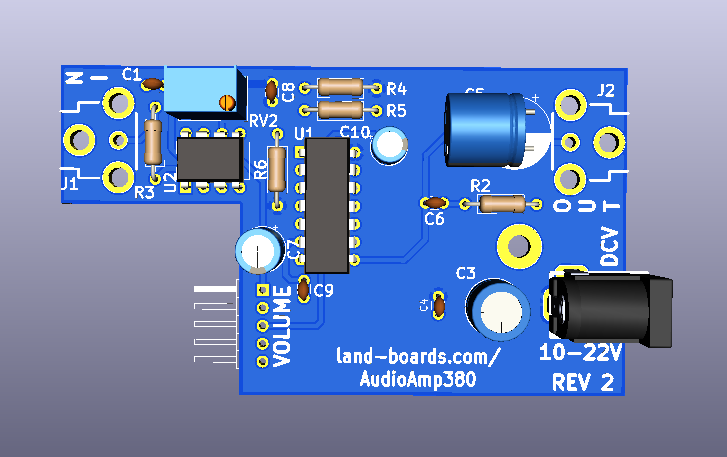 IN
C1
C8
R4
R5
C5
J2
RV2
U1
C10
R6
U2
J1
R3
R2
C6
OUT
DCV
C7
C9
C3
C4
VOLUME
10-22V
land-boards.com/
AudioAmp380
REV 2